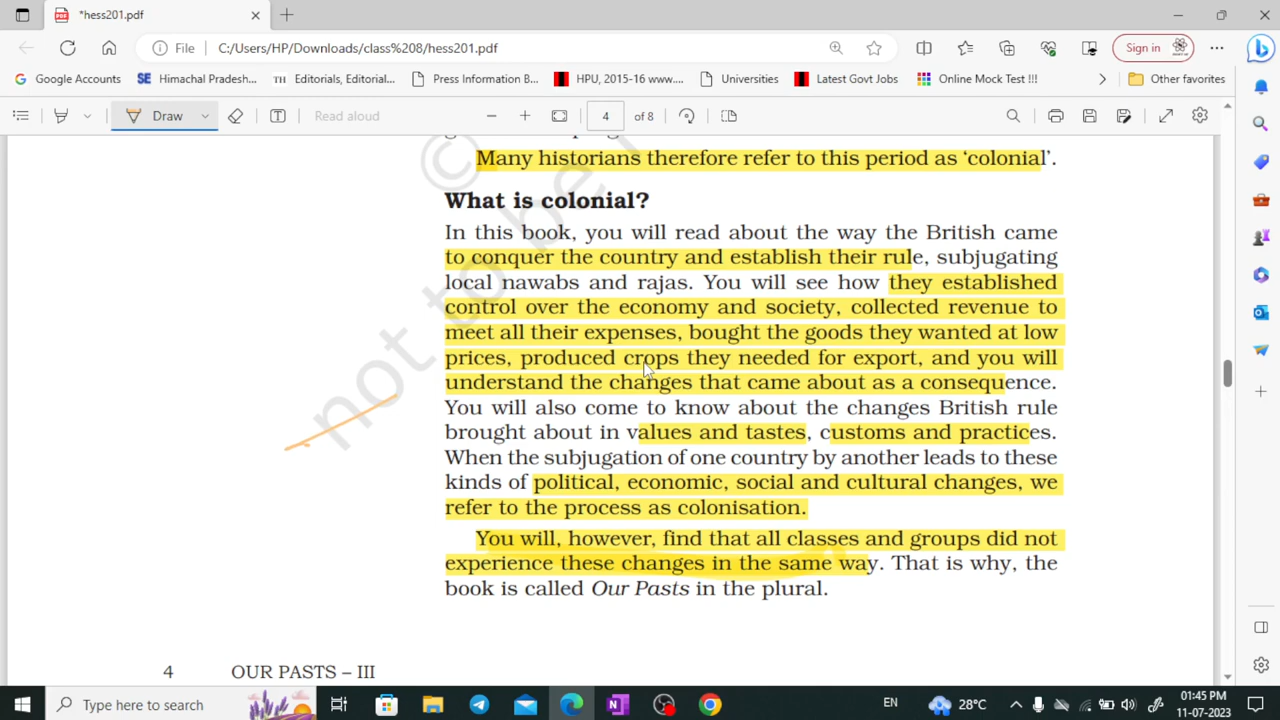 *hess201.pdf
File C:/Users/HP/Downloads/class%208/hess201.pdf Sign in
Google Accounts SE Himachal Pradesh... TH Editorials, Editorial... Press Information B... HPU, 2015-16 www.... Universities Latest Govt Jobs Online Mock Test !!! Other favorites
Draw Read aloud 4 of 8
Many historians therefore refer to this period as ‘colonial’.
What is colonial?
In this book, you will read about the way the British came
to conquer the country and establish their rule, subjugating
local nawabs and rajas. You will see how they established
control over the economy and society, collected revenue to
meet all their expenses, bought the goods they wanted at low
prices, produced crops they needed for export, and you will
understand the changes that came about as a consequence.
You will also come to know about the changes British rule
brought about in values and tastes, customs and practices.
When the subjugation of one country by another leads to these
kinds of political, economic, social and cultural changes, we
refer to the process as colonisation.
You will, however, find that all classes and groups did not
experience these changes in the same way. That is why, the
book is called Our Pasts in the plural.
© not to be
4 OUR PASTS – III
Type here to search EN 28°C 01:45 PM
11-07-2023